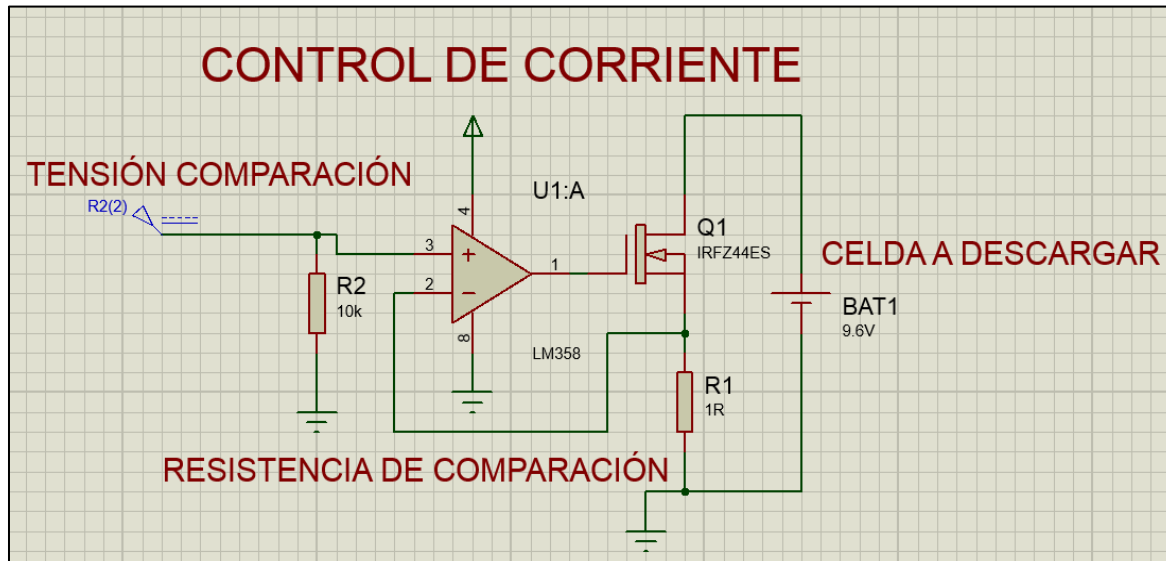 CONTROL DE CORRIENTE
TENSIÓN COMPARACIÓN
R2(2)
U1:A
4
3
2
1
8
LM358
R2
10k
Q1
IRFZ44ES
CELDA A DESCARGAR
BAT1
9.6V
R1
1R
RESISTENCIA DE COMPARACIÓN